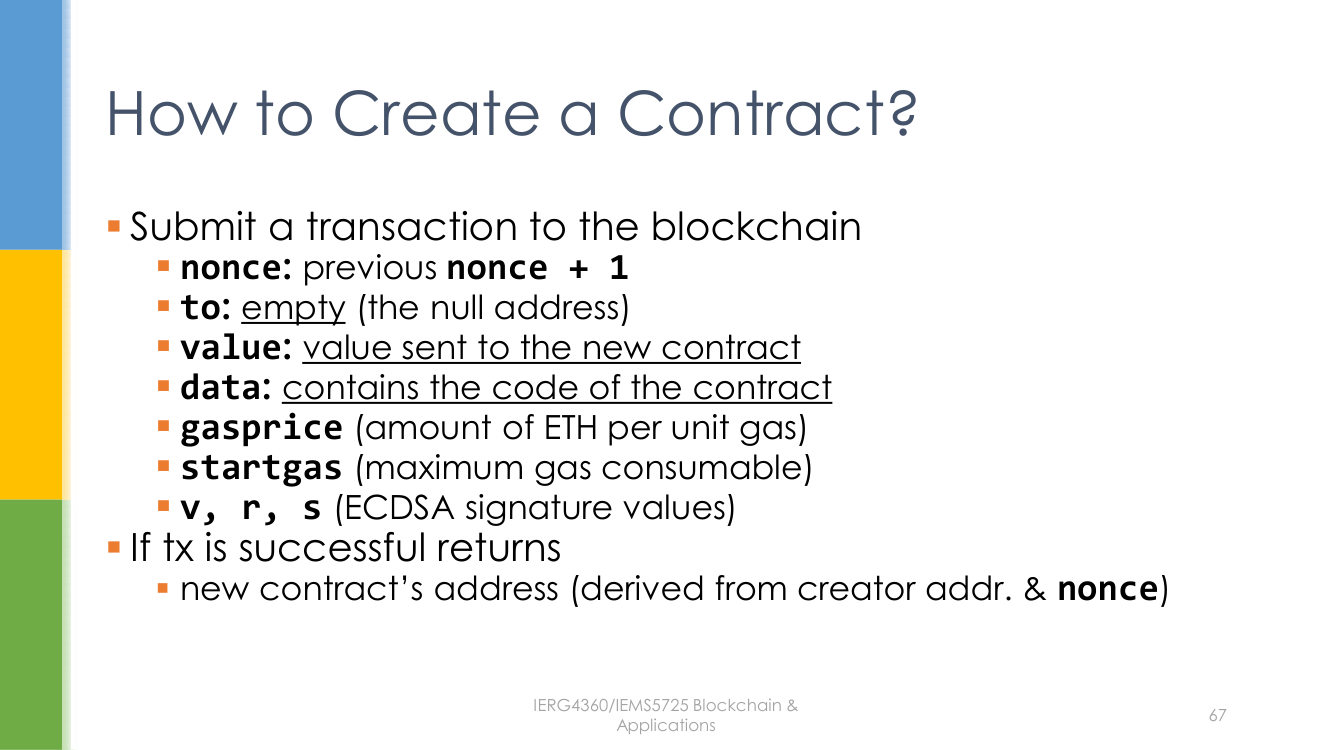 How to Create a Contract?
▪ Submit a transaction to the blockchain
▪ nonce: previous nonce + 1
▪ to: empty (the null address)
▪ value: value sent to the new contract
▪ data: contains the code of the contract
▪ gasprice (amount of ETH per unit gas)
▪ startgas (maximum gas consumable)
▪ v, r, s (ECDSA signature values)
▪ If tx is successful returns
▪ new contract’s address (derived from creator addr. & nonce)
IERG4360/IEMS5725 Blockchain &
Applications
67